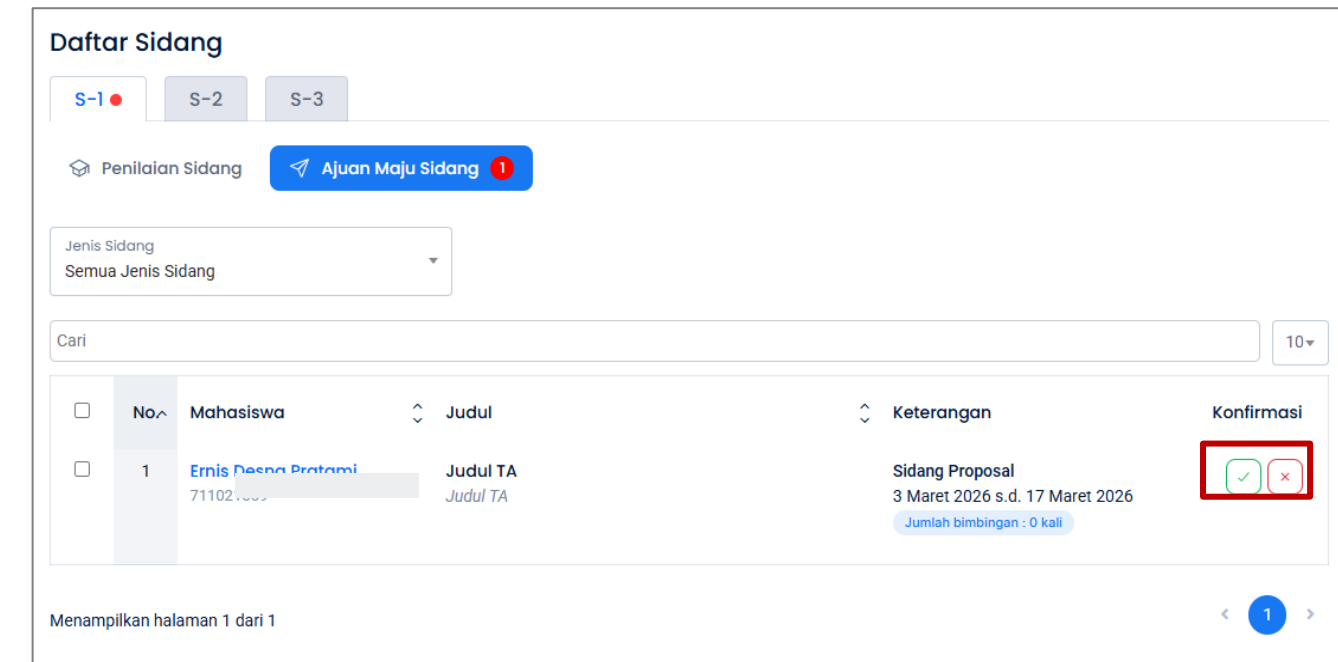 Daftar Sidang
S-1 S-2 S-3
Penilaian Sidang Ajuan Maju Sidang 1
Jenis Sidang
Semua Jenis Sidang
Cari 10
No. Mahasiswa Judul Keterangan Konfirmasi
1 Ernis Desna Pratami Judul TA Sidang Proposal
Judul TA 3 Maret 2026 s.d. 17 Maret 2026
Jumlah bimbingan : 0 kali
Menampilkan halaman 1 dari 1 1